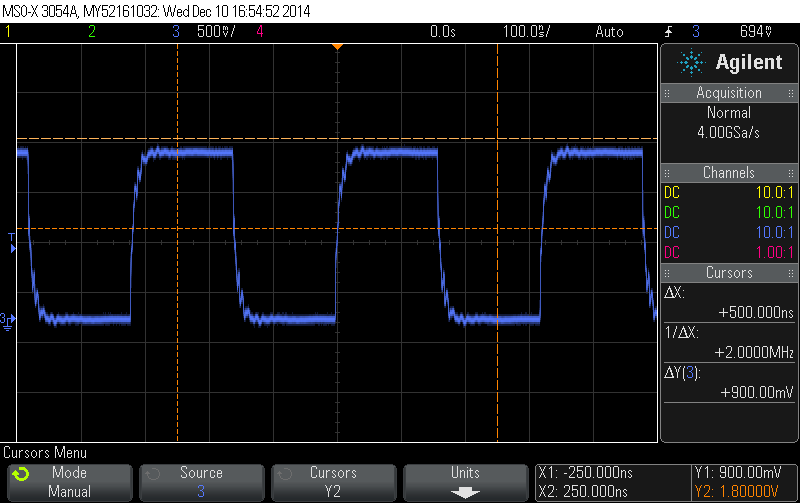 MSO-X 3054A, MY52161032: Wed Dec 10 16:54:52 2014
1 2 3 500mV/ 4 0.0s 100.0ns/ Auto 3 694mV
Agilent
Acquisition
Normal
4.00GSa/s
Channels
DC 10.0:1
DC 10.0:1
DC 10.0:1
DC 1.00:1
Cursors
ΔX:
+500.000ns
1/ΔX:
+2.0000MHz
ΔY(3):
+900.00mV
T
3
Cursors Menu
Mode
Manual
Source
3
Cursors
Y2
Units
X1: -250.000ns
X2: 250.000ns
Y1: 900.00mV
Y2: 1.80000V